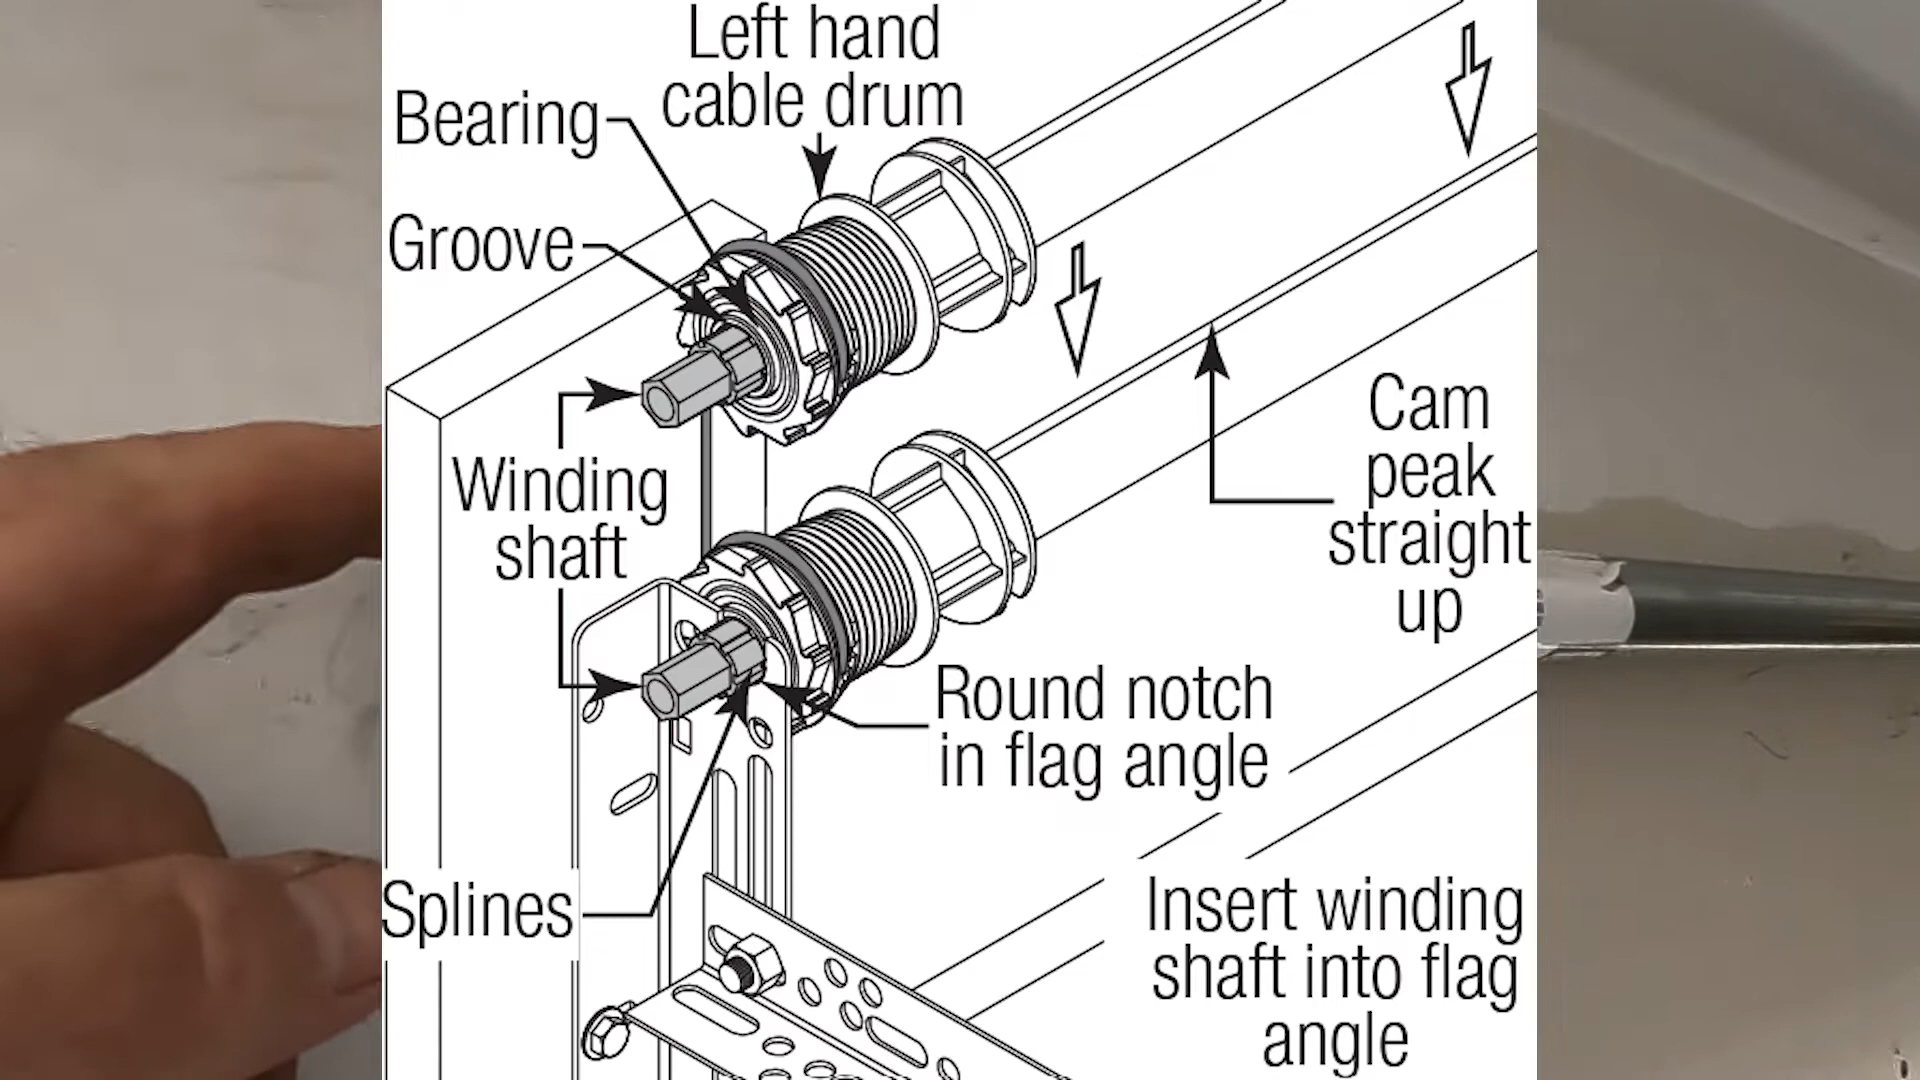 Left hand
cable drum
Bearing
Groove
Winding
shaft
Cam
peak
straight
up
Round notch
in flag angle
Splines
Insert winding
shaft into flag
angle